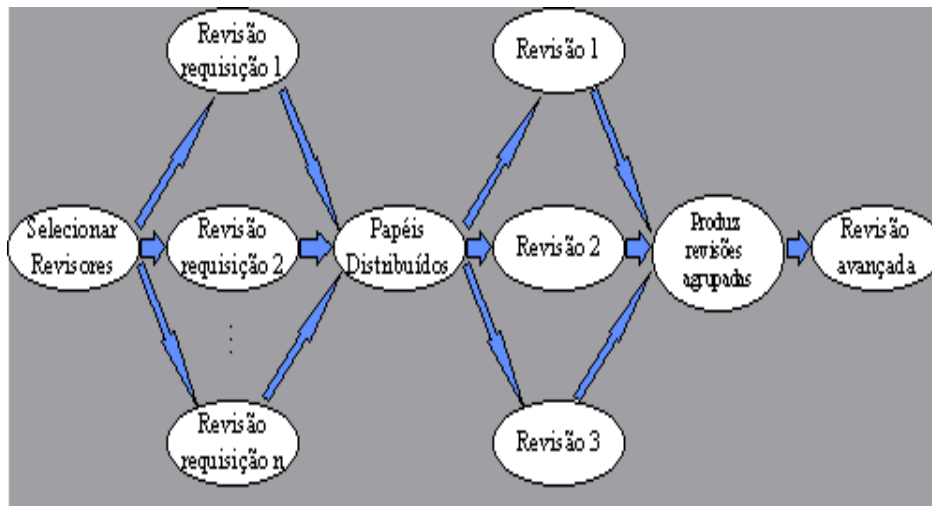 Revisão
requisição 1
Revisão 1
Selecionar
Revisores
Revisão
requisição 2
Papéis
Distribuídos
Revisão 2
Produz
revisões
agrupadas
Revisão
avançada
Revisão
requisição n
Revisão 3